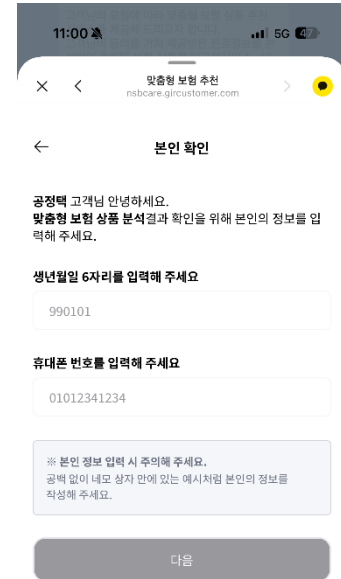 11:00
5G 47
맞춤형 보험 추천
nsbcare.gircustomer.com
본인 확인
공정택 고객님 안녕하세요.
맞춤형 보험 상품 분석결과 확인을 위해 본인의 정보를 입
력해 주세요.
생년월일 6자리를 입력해 주세요
990101
휴대폰 번호를 입력해 주세요
01012341234
※ 본인 정보 입력 시 주의해 주세요.
공백 없이 네모 상자 안에 있는 예시처럼 본인의 정보를
작성해 주세요.
다음